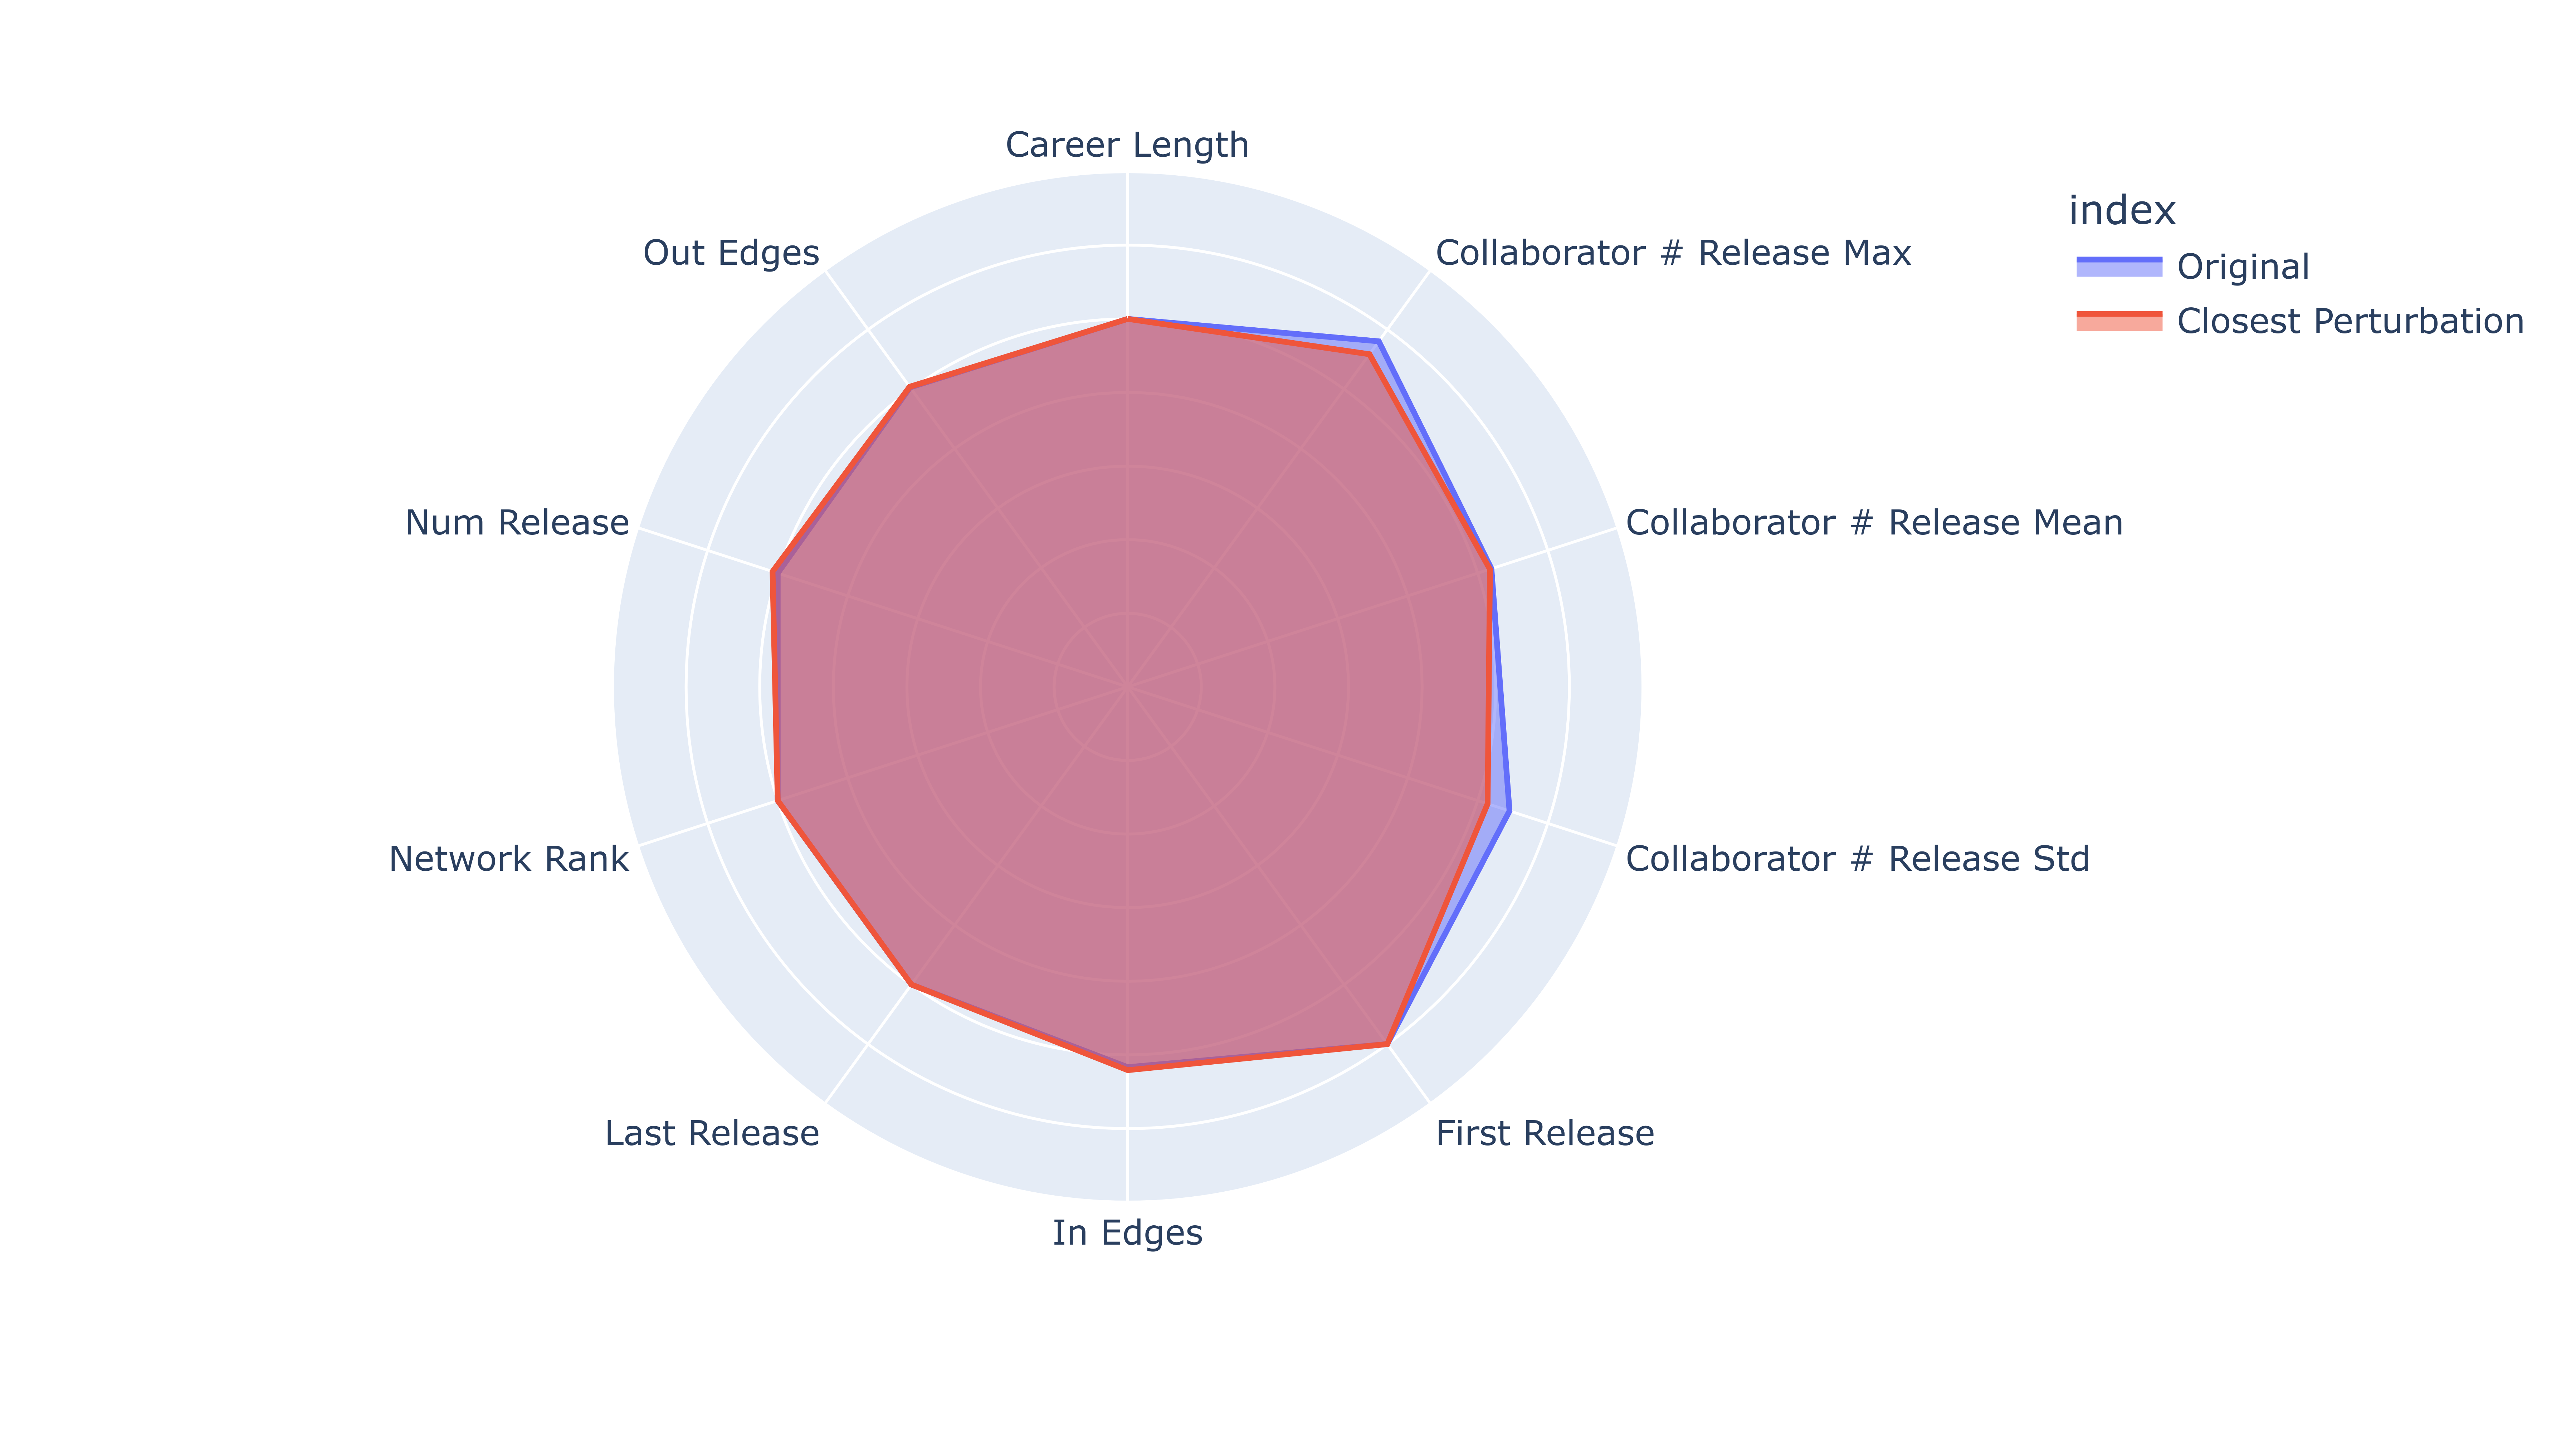 Career Length
Collaborator # Release Max
Collaborator # Release Mean
Collaborator # Release Std
First Release
In Edges
Last Release
Network Rank
Num Release
Out Edges
index
Original
Closest Perturbation